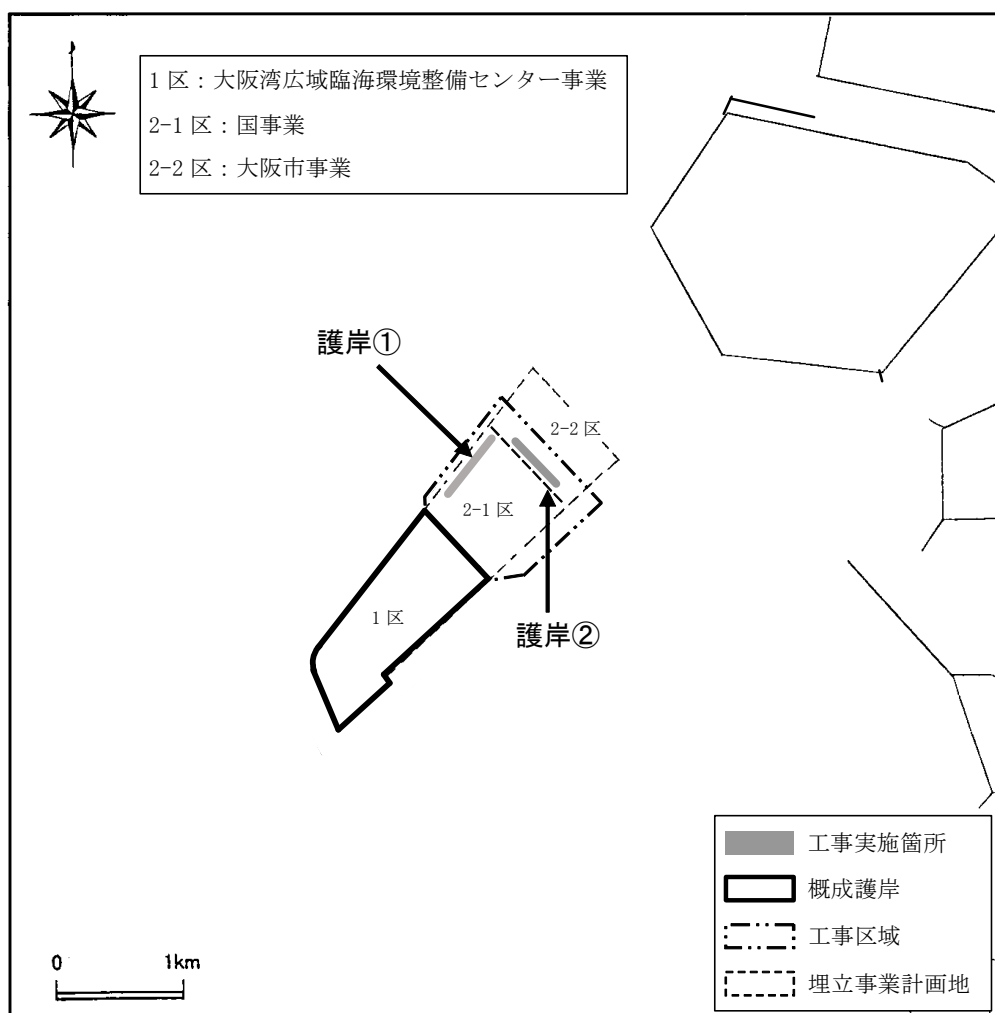 1 区：大阪湾広域臨海環境整備センター事業
2-1 区：国事業
2-2 区：大阪市事業
護岸①
2-2 区
2-1 区
1 区
護岸②
工事実施箇所
概成護岸
工事区域
埋立事業計画地
0 1km